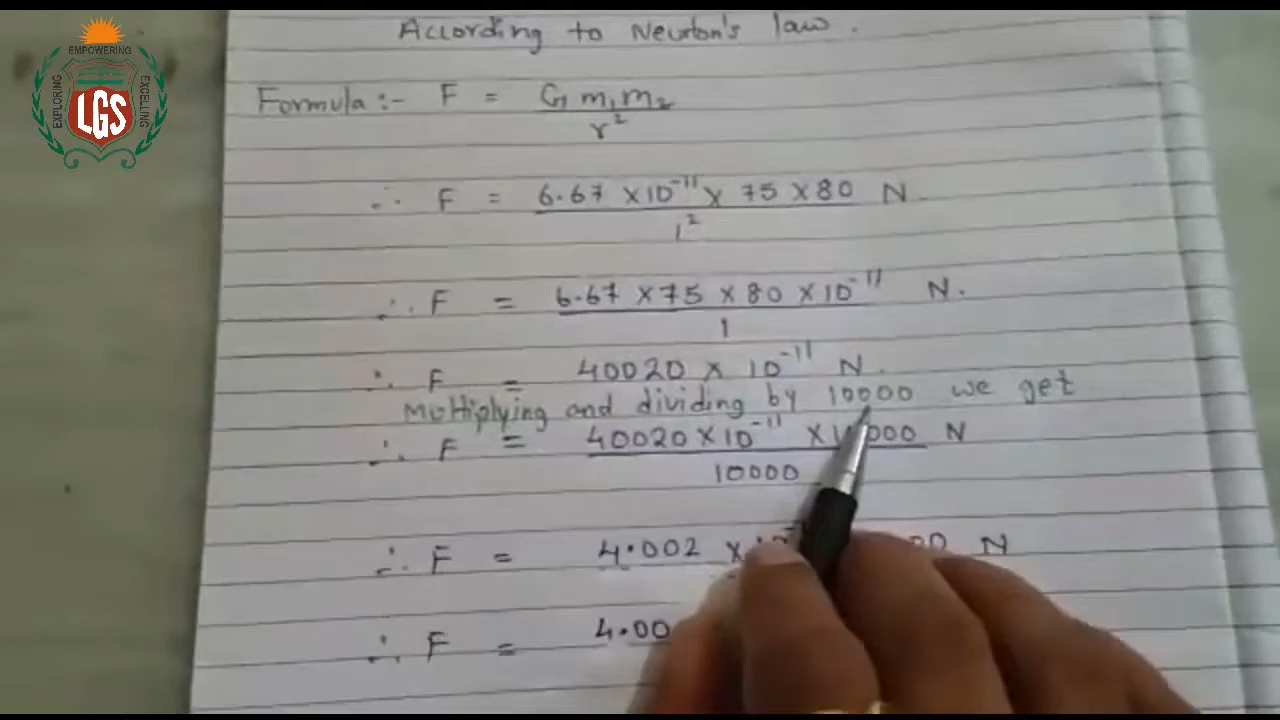 EMPOWERING
EXPLORING
EXCELLING
LGS
According to Newton's law.
Formula :- F = G m₁ m₂ / r²
∴ F = 6.67 × 10⁻¹¹ × 75 × 80 / 1² N.
∴ F = 6.67 × 75 × 80 × 10⁻¹¹ / 1 N.
∴ F = 40020 × 10⁻¹¹ N.
Multiplying and dividing by 10000 we get.
∴ F = 40020 × 10⁻¹¹ × 10000 / 10000 N
∴ F = 4.002 × N
∴ F = 4.00